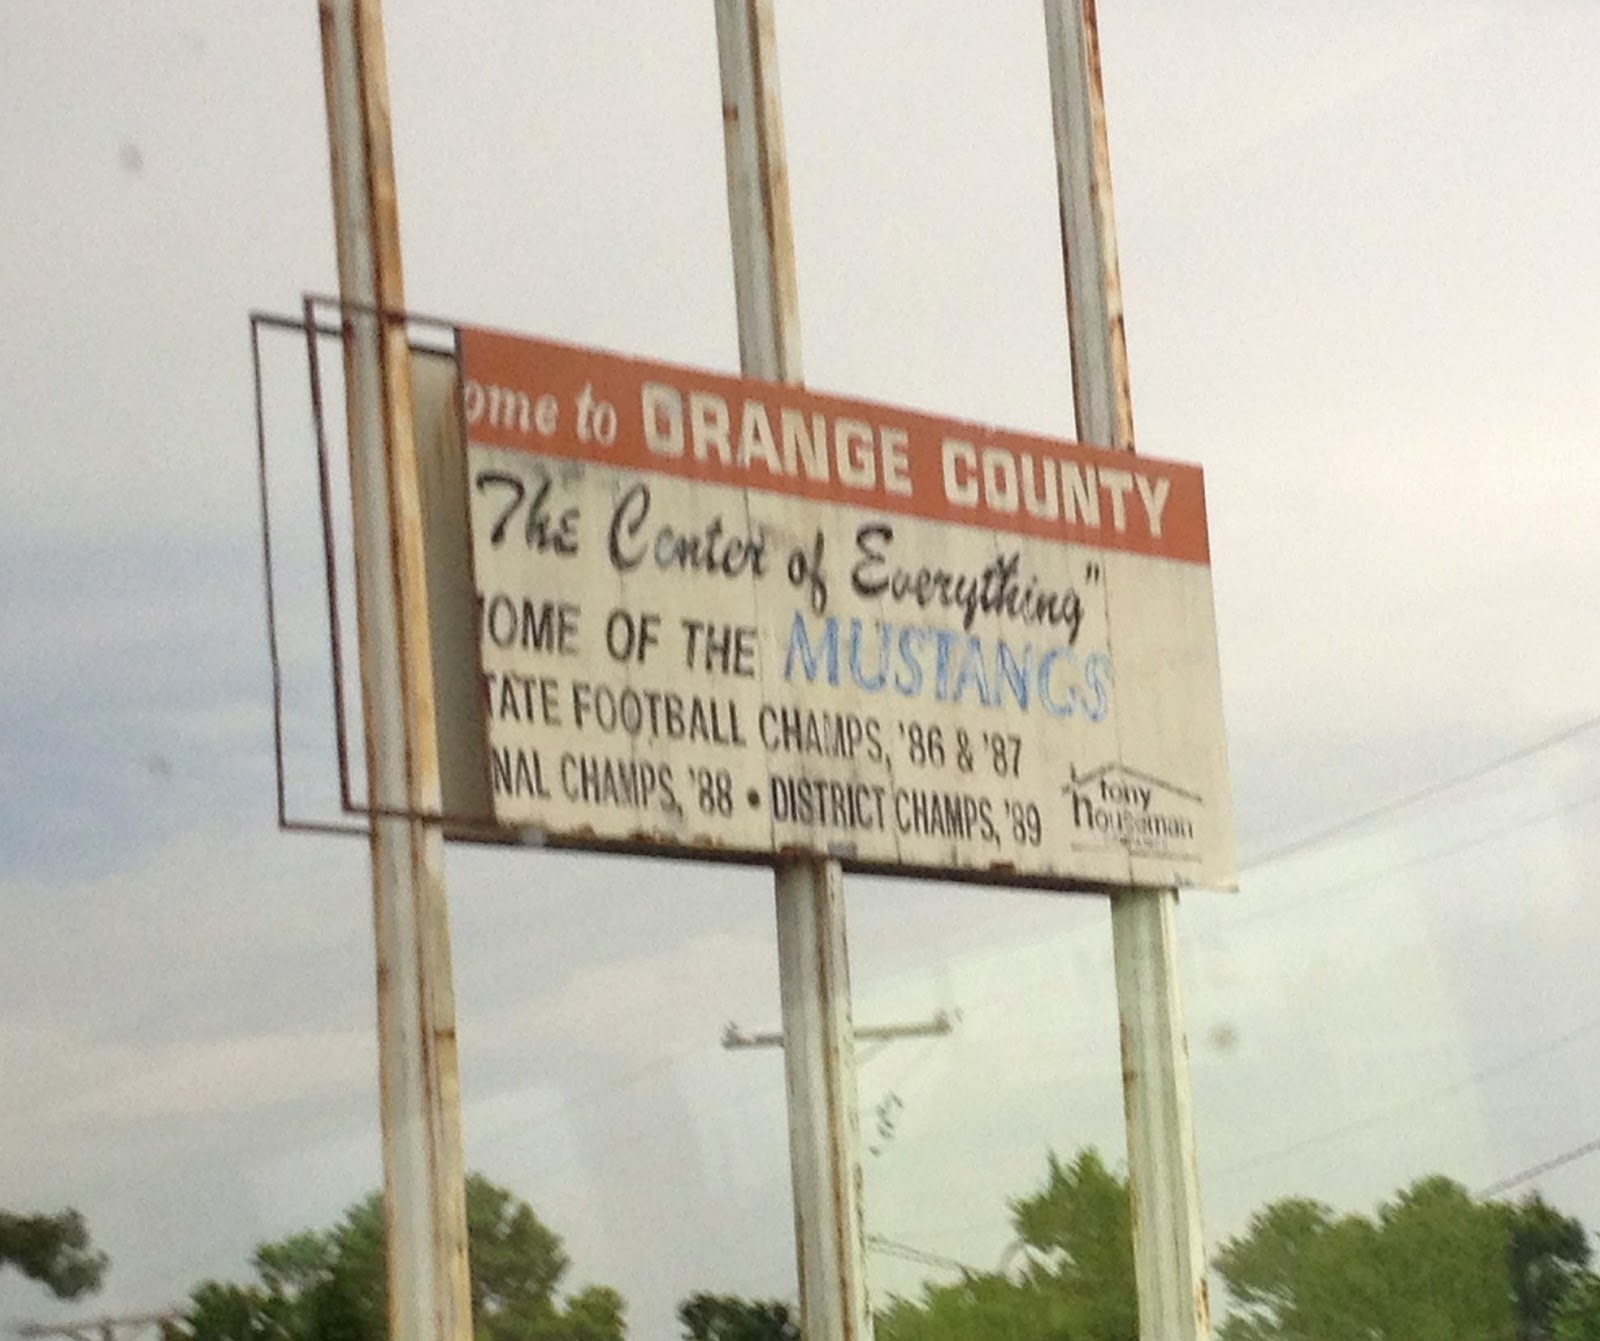 ome to ORANGE COUNTY
The Center of Everything"
OME OF THE MUSTANGS
TATE FOOTBALL CHAMPS, '86 & '87
NAL CHAMPS, '88 • DISTRICT CHAMPS, '89
tony
houseman